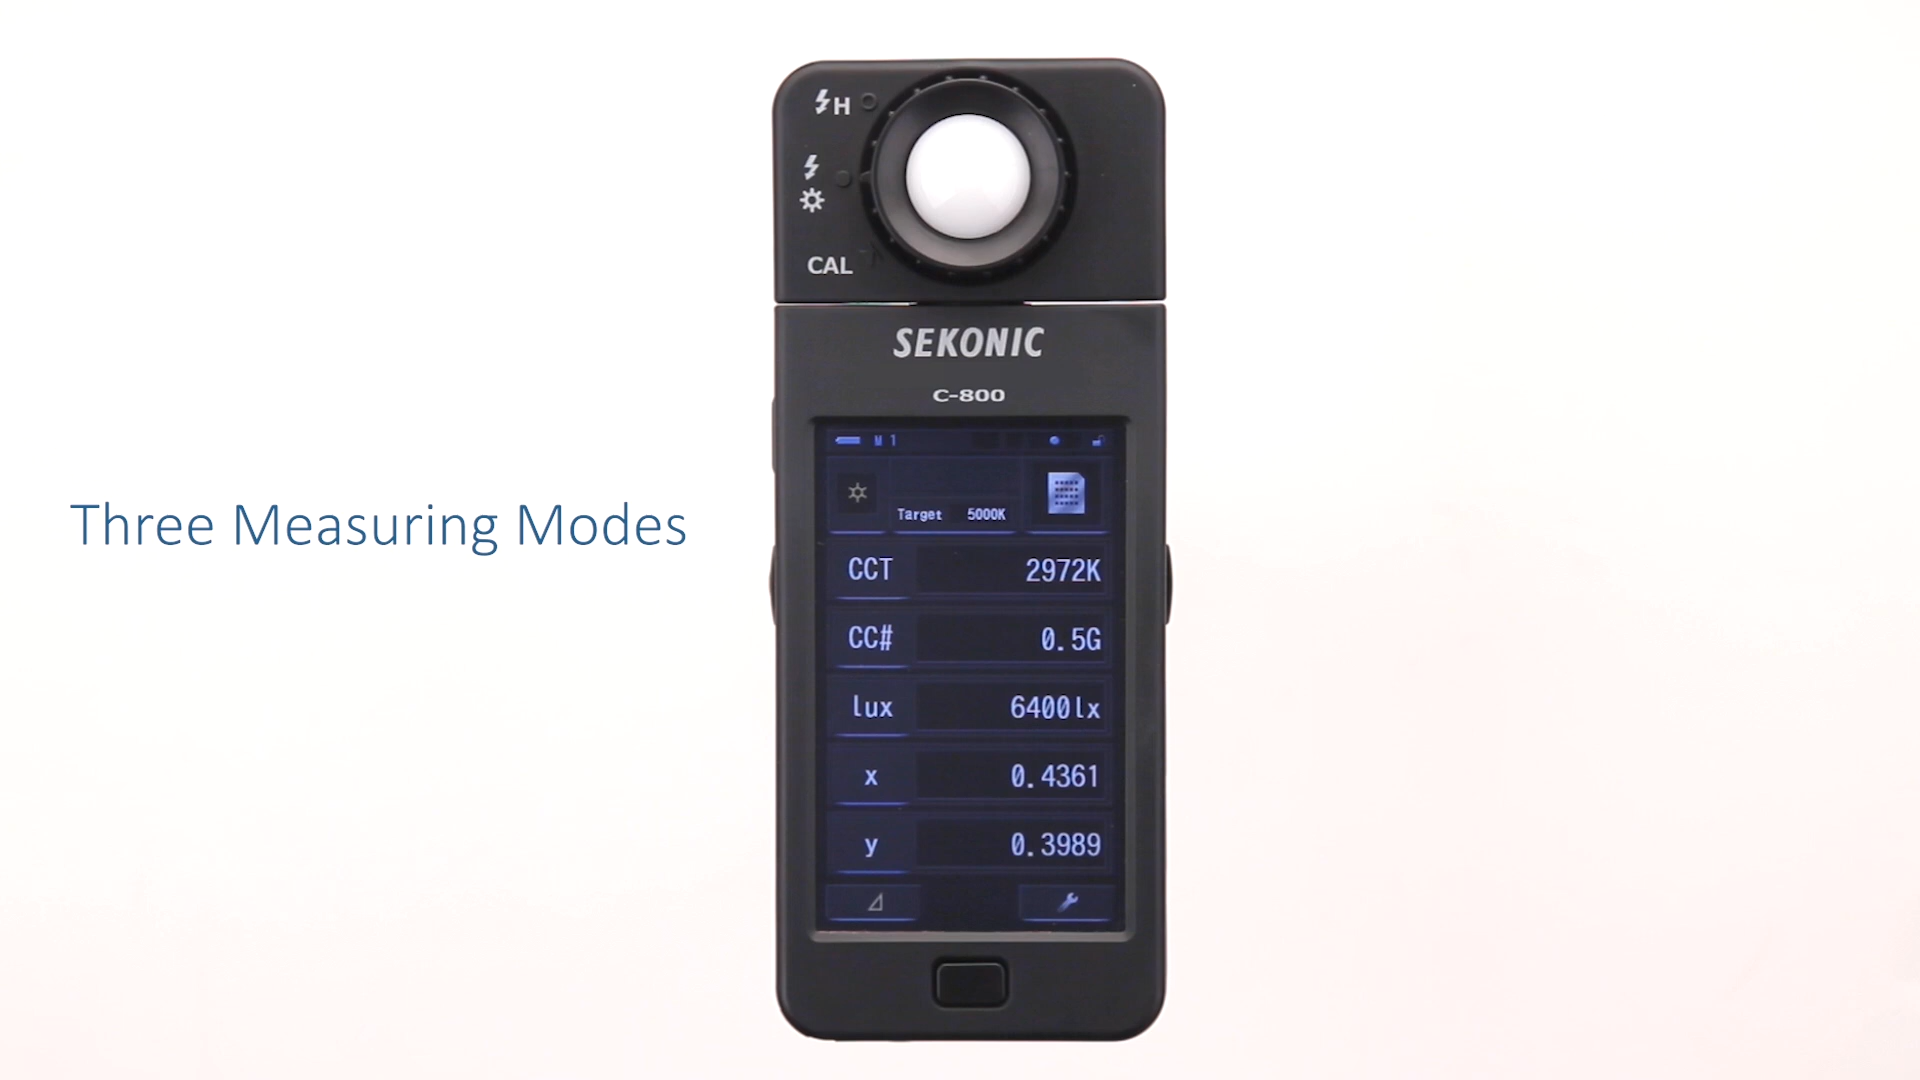 H
CAL
SEKONIC
C-800
M 1
Target 5000K
CCT 2972K
CC# 0.5G
lux 6400lx
x 0.4361
y 0.3989
Three Measuring Modes